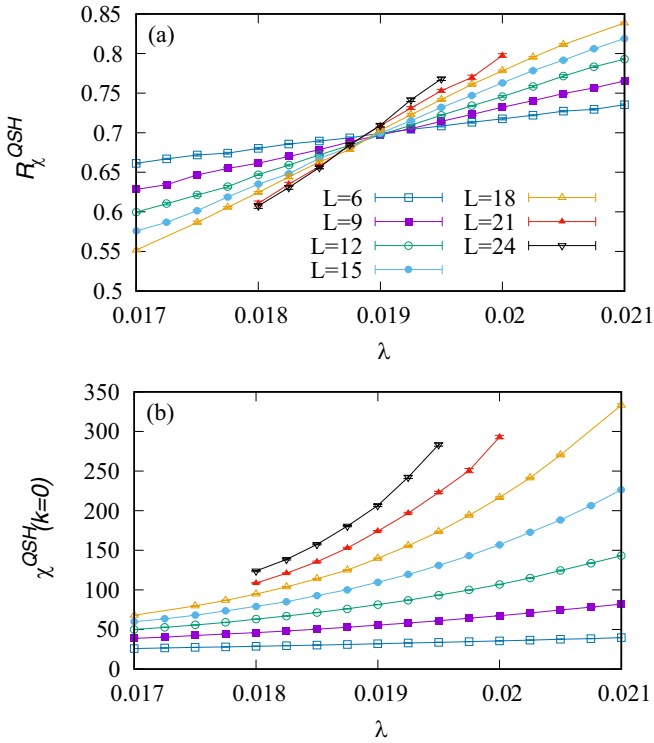 (a)
R_χ^QSH
0.85
0.8
0.75
0.7
0.65
0.6
0.55
0.5
L=6
L=9
L=12
L=15
L=18
L=21
L=24
0.017
0.018
0.019
0.02
0.021
λ
(b)
χ^QSH(k=0)
350
300
250
200
150
100
50
0
0.017
0.018
0.019
0.02
0.021
λ